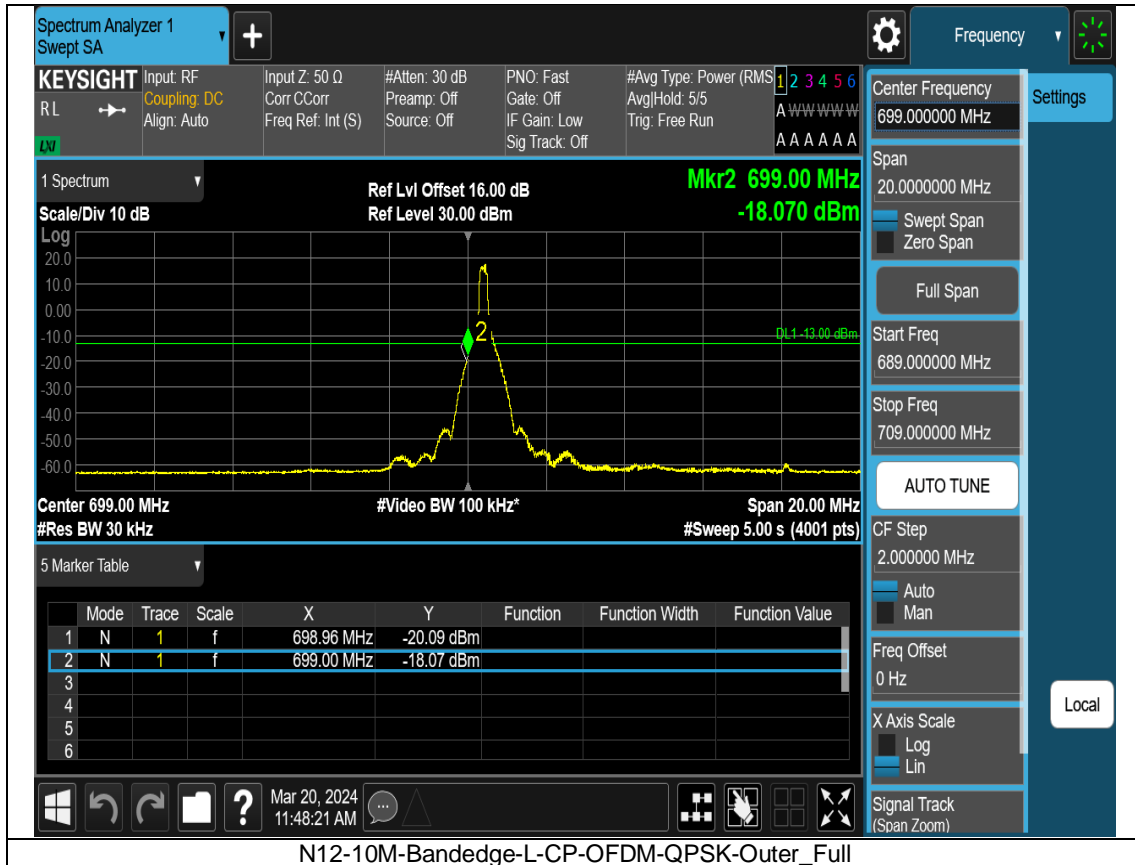 Spectrum Analyzer 1
Swept SA
+
Frequency
KEYSIGHT
RL
LXI
Input: RF
Coupling: DC
Align: Auto
Input Z: 50 Ω
Corr CCorr
Freq Ref: Int (S)
#Atten: 30 dB
Preamp: Off
Source: Off
PNO: Fast
Gate: Off
IF Gain: Low
Sig Track: Off
#Avg Type: Power (RMS
Avg|Hold: 5/5
Trig: Free Run
1 2 3 4 5 6
A W W W W W
A A A A A A
Center Frequency
699.000000 MHz
Settings
1 Spectrum
Scale/Div 10 dB
Ref Lvl Offset 16.00 dB
Ref Level 30.00 dBm
Mkr2 699.00 MHz
-18.070 dBm
Log
20.0
10.0
0.00
-10.0
-20.0
-30.0
-40.0
-50.0
-60.0
2
DL1 -13.00 dBm
Center 699.00 MHz
#Res BW 30 kHz
#Video BW 100 kHz*
Span 20.00 MHz
#Sweep 5.00 s (4001 pts)
Span
20.0000000 MHz
Swept Span
Zero Span
Full Span
Start Freq
689.000000 MHz
Stop Freq
709.000000 MHz
AUTO TUNE
CF Step
2.000000 MHz
Auto
Man
Freq Offset
0 Hz
X Axis Scale
Log
Lin
Signal Track
(Span Zoom)
Local
5 Marker Table
Mode Trace Scale X Y Function Function Width Function Value
1 N 1 f 698.96 MHz -20.09 dBm
2 N 1 f 699.00 MHz -18.07 dBm
3
4
5
6
?
Mar 20, 2024
11:48:21 AM
N12-10M-Bandedge-L-CP-OFDM-QPSK-Outer_Full